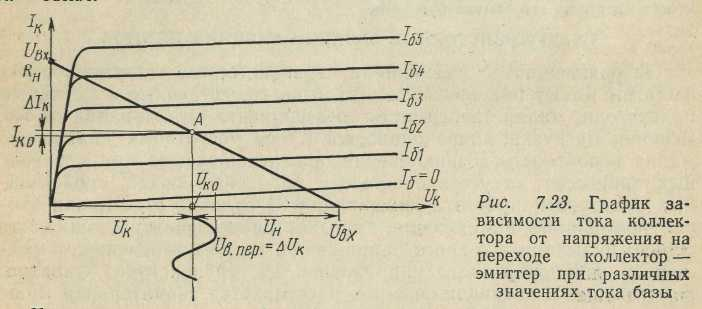 Iк
Uвх
Rн
ΔIк
Iк0
A
Iб5
Iб4
Iб3
Iб2
Iб1
Iб=0
Uк0
Uк
Uк
Uн
Uвх
Uв.пер.=ΔUк
Рис. 7.23. График за-
висимости тока коллек-
тора от напряжения на
переходе коллектор —
эмиттер при различных
значениях тока базы